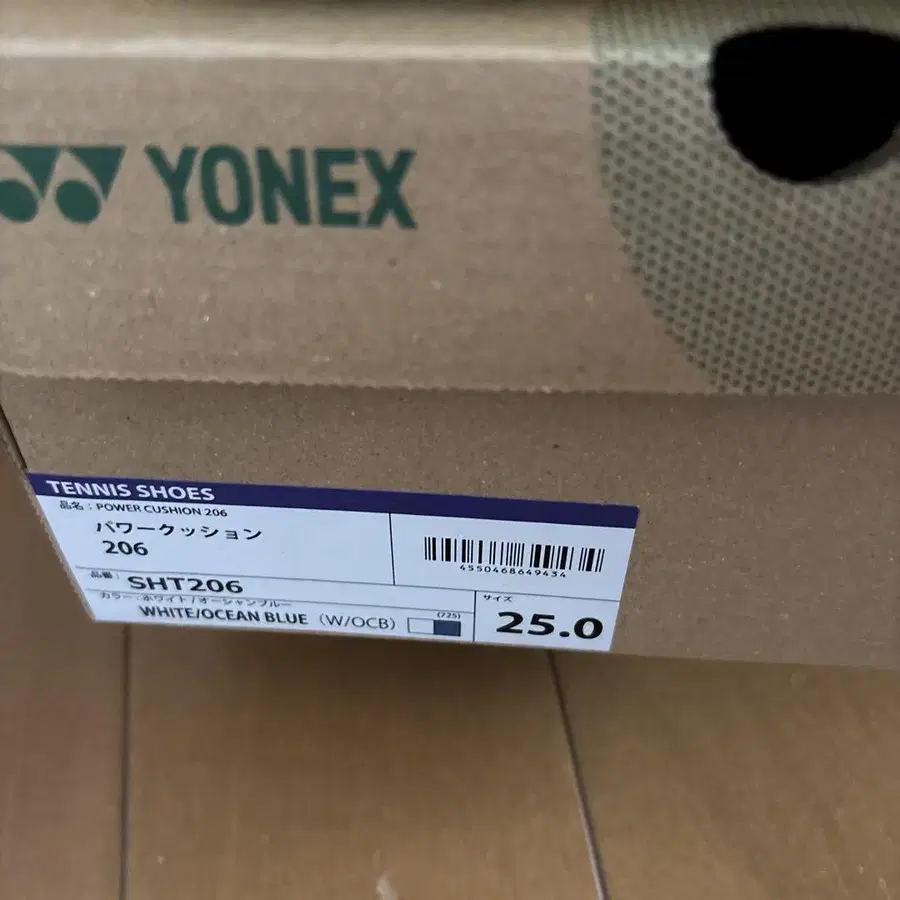 YONEX
TENNIS SHOES
品名：POWER CUSHION 206
パワークッション
206
4550468649434
品番：
SHT206
カラー：ホワイト/オーシャンブルー
WHITE/OCEAN BLUE（W/OCB）
(725)
サイズ
25.0